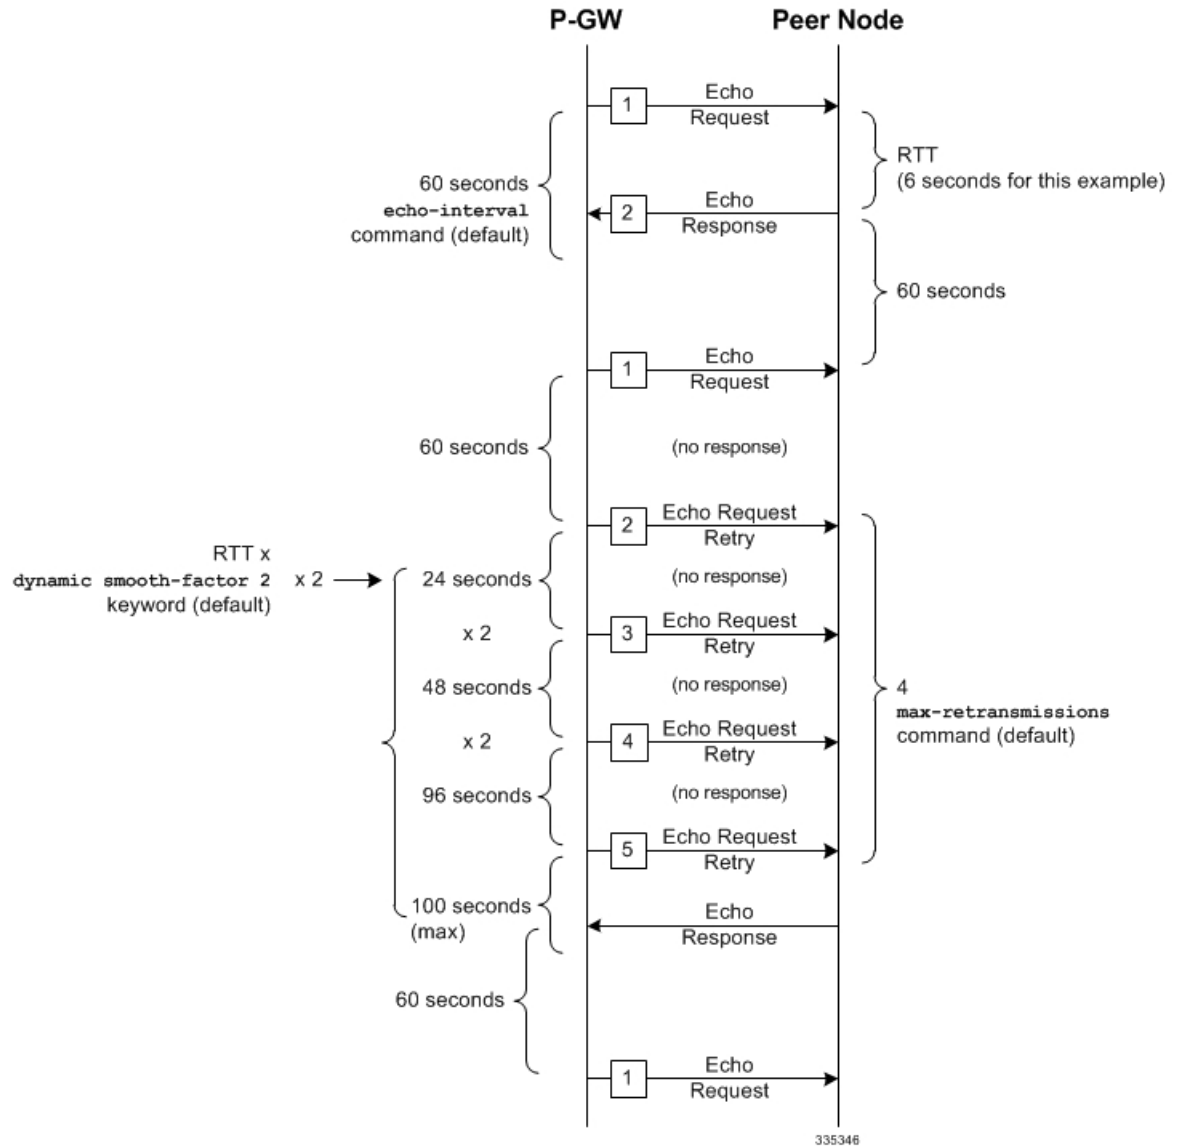 P-GW
Peer Node
1
Echo
Request
RTT
(6 seconds for this example)
60 seconds
echo-interval
command (default)
2
Echo
Response
60 seconds
1
Echo
Request
60 seconds
(no response)
2
Echo Request
Retry
RTT x
dynamic smooth-factor 2
keyword (default)
x 2
24 seconds
(no response)
x 2
3
Echo Request
Retry
48 seconds
(no response)
4
max-retransmissions
command (default)
x 2
4
Echo Request
Retry
96 seconds
(no response)
5
Echo Request
Retry
100 seconds
(max)
Echo
Response
60 seconds
1
Echo
Request
335346